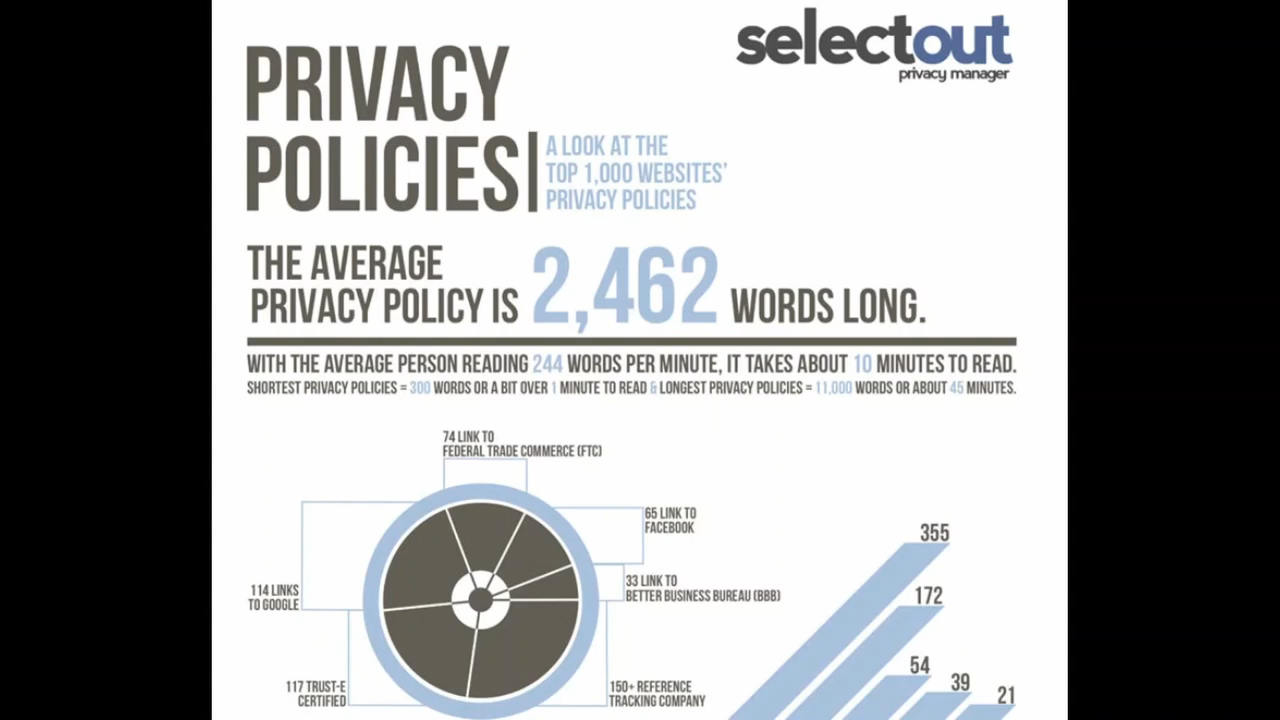 selectout
privacy manager
PRIVACY
POLICIES
A LOOK AT THE
TOP 1,000 WEBSITES'
PRIVACY POLICIES
THE AVERAGE
PRIVACY POLICY IS 2,462 WORDS LONG.
WITH THE AVERAGE PERSON READING 244 WORDS PER MINUTE, IT TAKES ABOUT 10 MINUTES TO READ.
SHORTEST PRIVACY POLICIES = 300 WORDS OR A BIT OVER 1 MINUTE TO READ & LONGEST PRIVACY POLICIES = 11,000 WORDS OR ABOUT 45 MINUTES.
74 LINK TO
FEDERAL TRADE COMMERCE (FTC)
65 LINK TO
FACEBOOK
33 LINK TO
BETTER BUSINESS BUREAU (BBB)
114 LINKS
TO GOOGLE
117 TRUST-E
CERTIFIED
150+ REFERENCE
TRACKING COMPANY
355
172
54
39
21